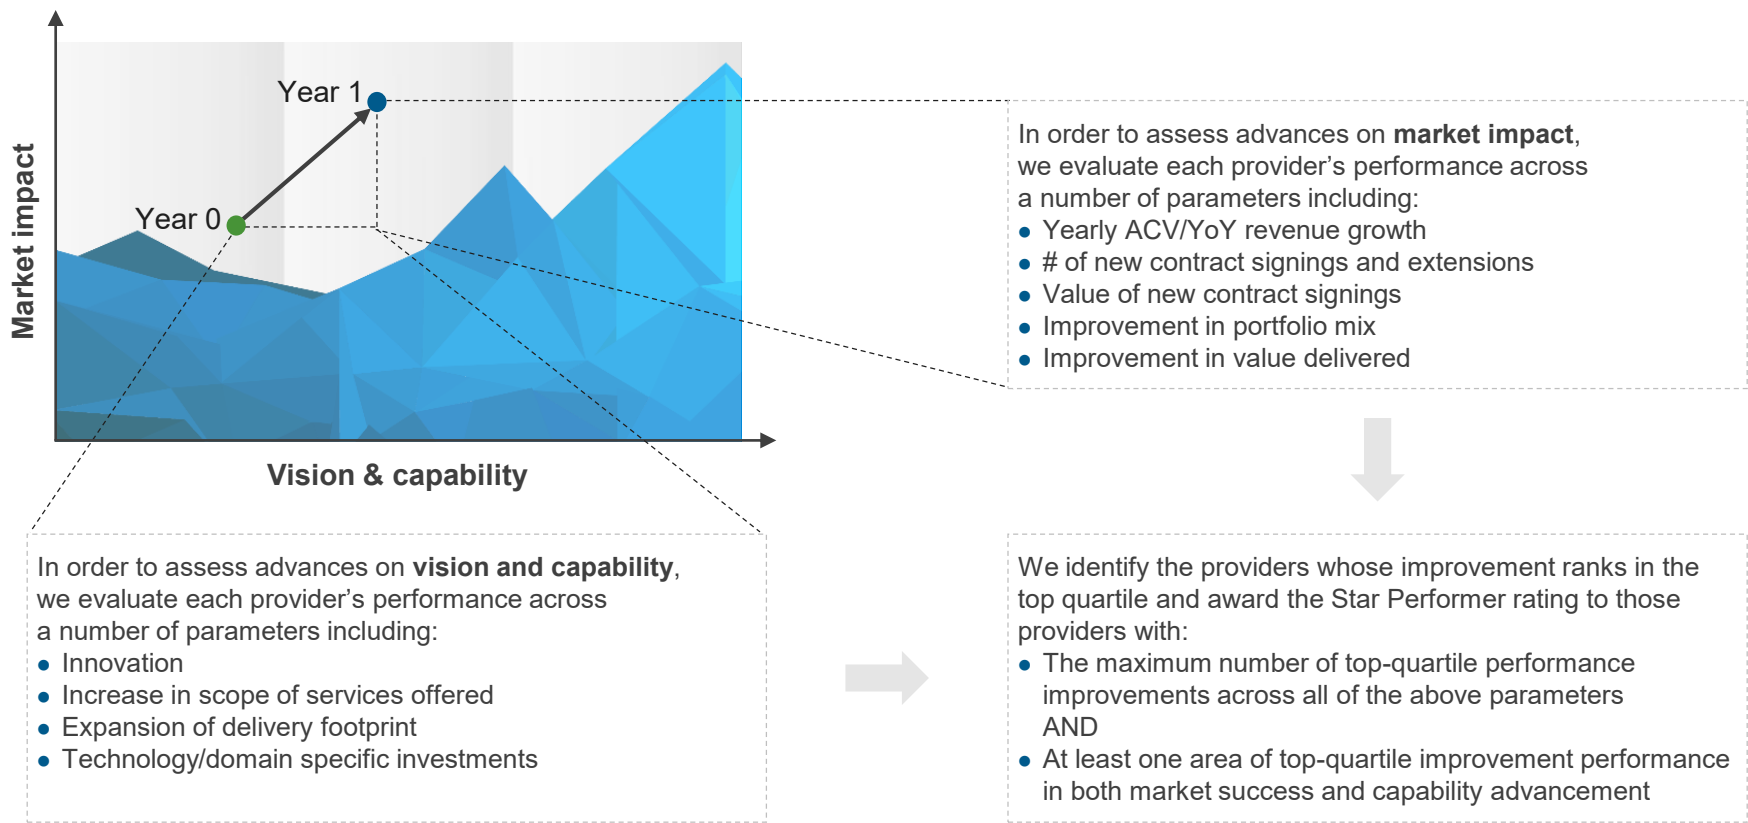 Year 1
Year 0
Market impact
Vision & capability
In order to assess advances on market impact,
we evaluate each provider’s performance across
a number of parameters including:
● Yearly ACV/YoY revenue growth
● # of new contract signings and extensions
● Value of new contract signings
● Improvement in portfolio mix
● Improvement in value delivered
In order to assess advances on vision and capability,
we evaluate each provider’s performance across
a number of parameters including:
● Innovation
● Increase in scope of services offered
● Expansion of delivery footprint
● Technology/domain specific investments
We identify the providers whose improvement ranks in the
top quartile and award the Star Performer rating to those
providers with:
● The maximum number of top-quartile performance
improvements across all of the above parameters
AND
● At least one area of top-quartile improvement performance
in both market success and capability advancement